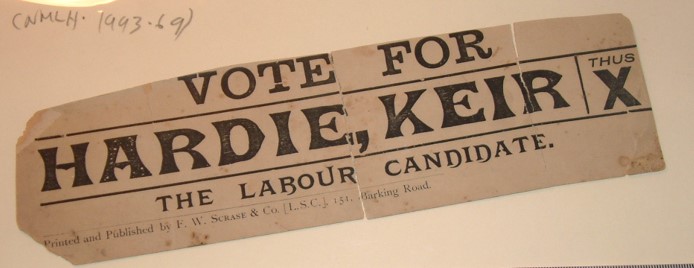 (NMLH. 1993.69)
VOTE FOR
HARDIE, KEIR
THUS
X
THE LABOUR CANDIDATE.
Printed and Published by F. W. Scrase & Co. [L.S.C.], 151, Barking Road.